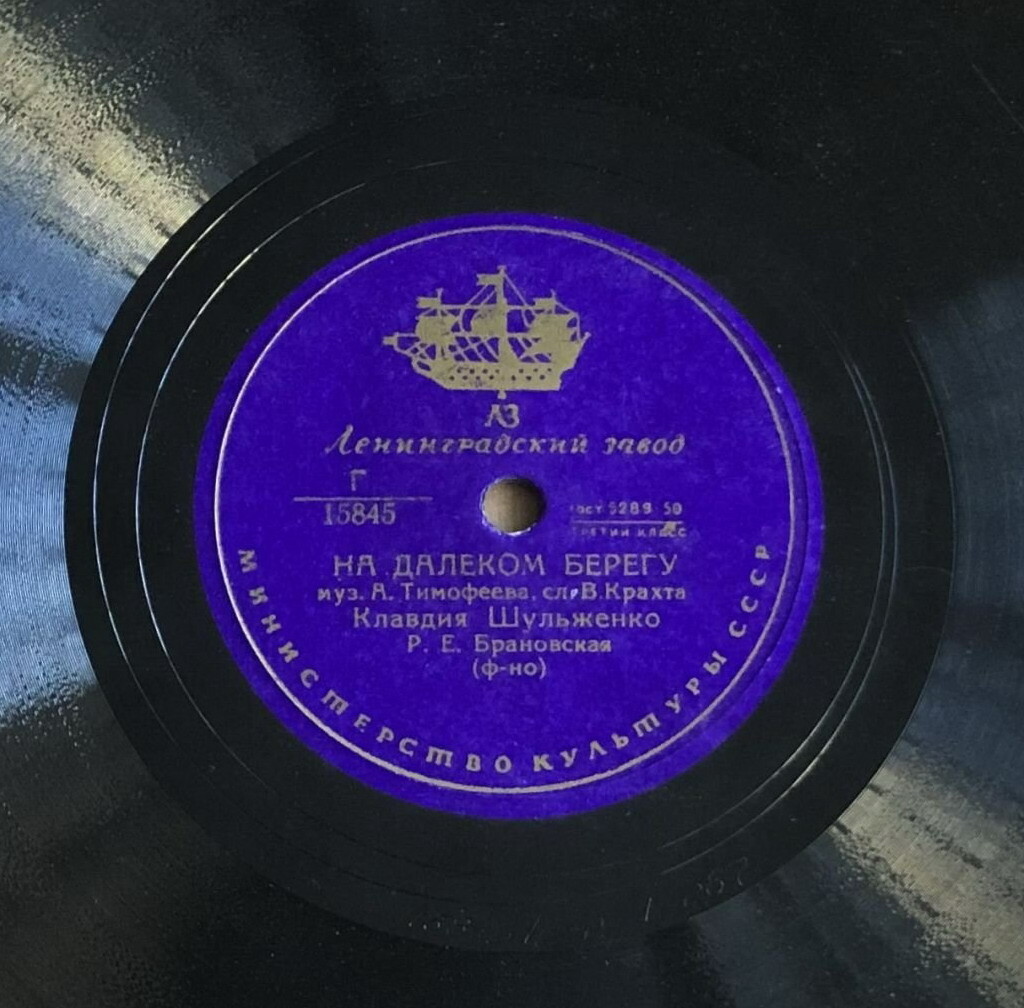 ЛЗ
Ленинградский завод
Г
15845
ГОСТ 5289 50
Третий класс
НА ДАЛЕКОМ БЕРЕГУ
муз. А. Тимофеева, сл. В. Крахта
Клавдия Шульженко
Р. Е. Брановская
(ф-но)
МИНИСТЕРСТВО КУЛЬТУРЫ СССР